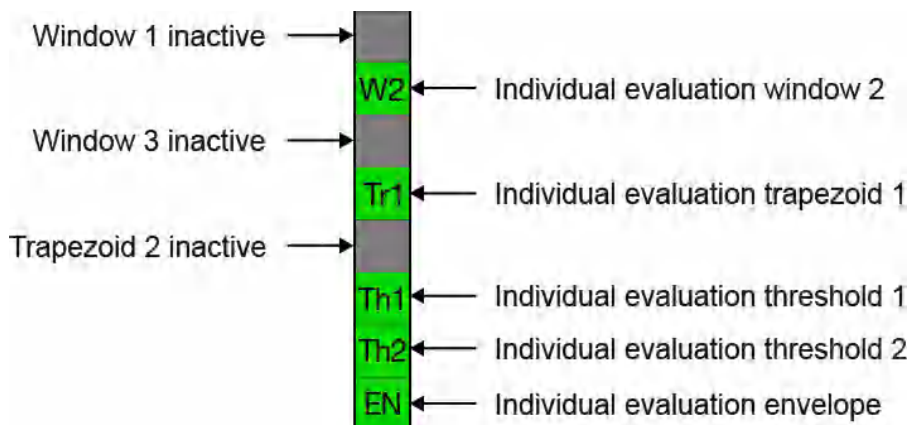 Window 1 inactive
W2 Individual evaluation window 2
Window 3 inactive
Tr1 Individual evaluation trapezoid 1
Trapezoid 2 inactive
Th1 Individual evaluation threshold 1
Th2 Individual evaluation threshold 2
EN Individual evaluation envelope